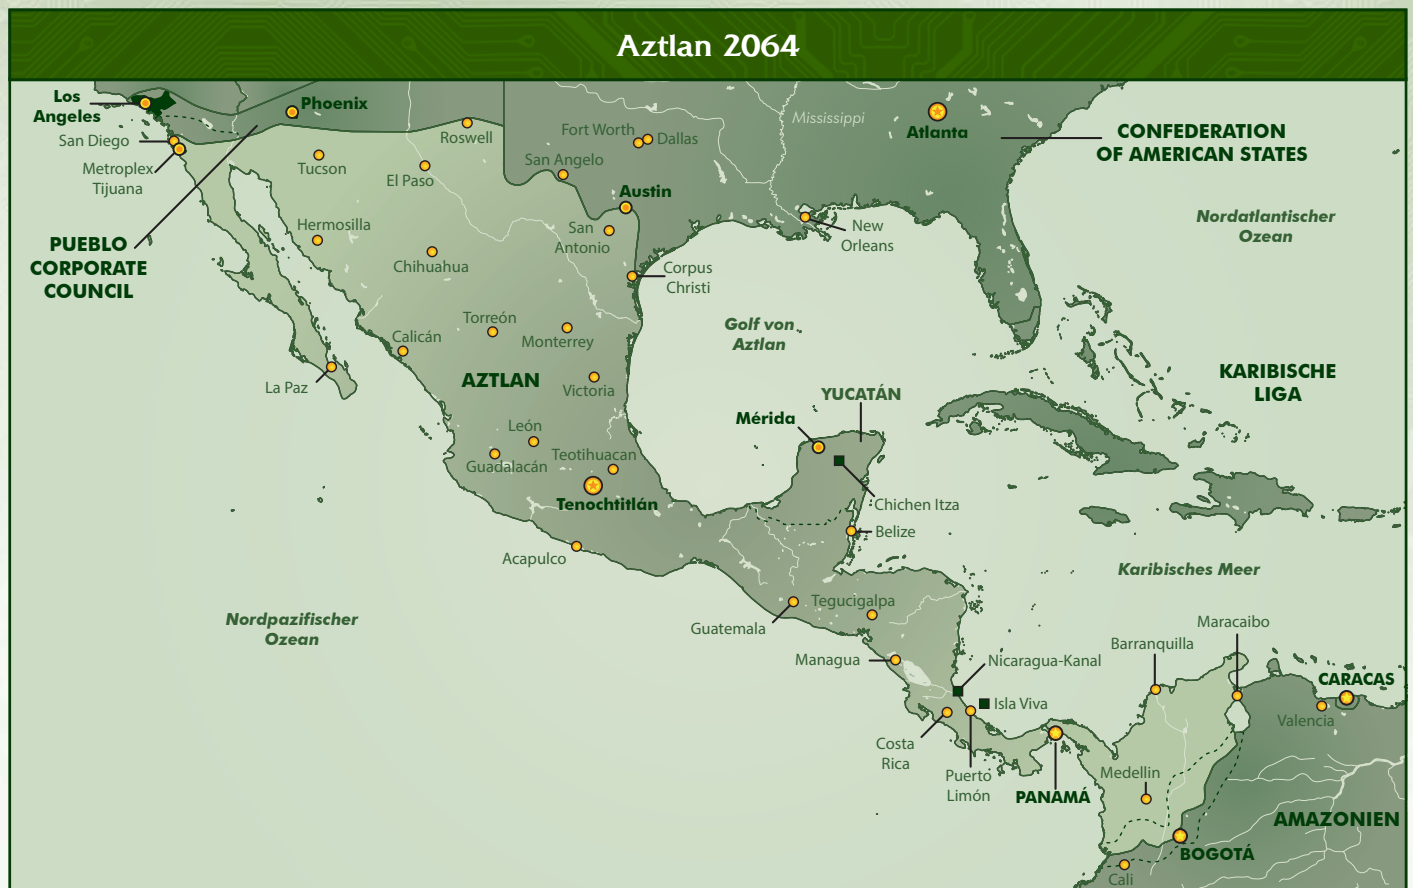 Aztlan 2064
Los
Angeles
Phoenix
San Diego
Metroplex
Tijuana
Roswell
Tucson
El Paso
Fort Worth
Dallas
San Angelo
Austin
San
Antonio
Corpus
Christi
Mississippi
Atlanta
CONFEDERATION
OF AMERICAN STATES
New
Orleans
Nordatlantischer
Ozean
PUEBLO
CORPORATE
COUNCIL
Hermosilla
Chihuahua
Torreón
Monterrey
Calicán
La Paz
AZTLAN
Victoria
Golf von
Aztlan
KARIBISCHE
LIGA
YUCATÁN
Mérida
León
Guadalacán
Teotihuacan
Tenochtitlán
Chichen Itza
Belize
Acapulco
Karibisches Meer
Nordpazifischer
Ozean
Guatemala
Tegucigalpa
Managua
Nicaragua-Kanal
Isla Viva
Costa
Rica
Puerto
Limón
PANAMÁ
Barranquilla
Maracaibo
CARACAS
Valencia
Medellin
AMAZONIEN
BOGOTÁ
Cali